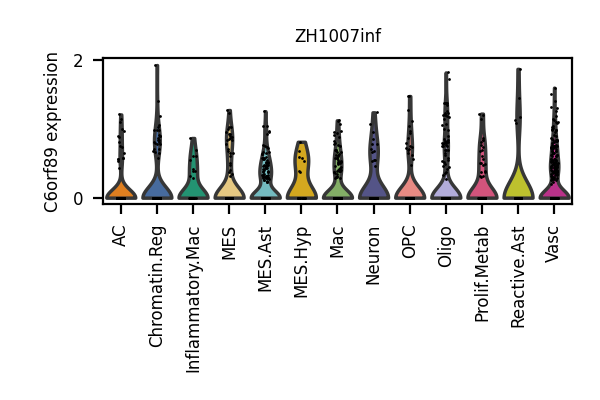 ZH1007inf
C6orf89 expression
2
0
AC
Chromatin.Reg
Inflammatory.Mac
MES
MES.Ast
MES.Hyp
Mac
Neuron
OPC
Oligo
Prolif.Metab
Reactive.Ast
Vasc